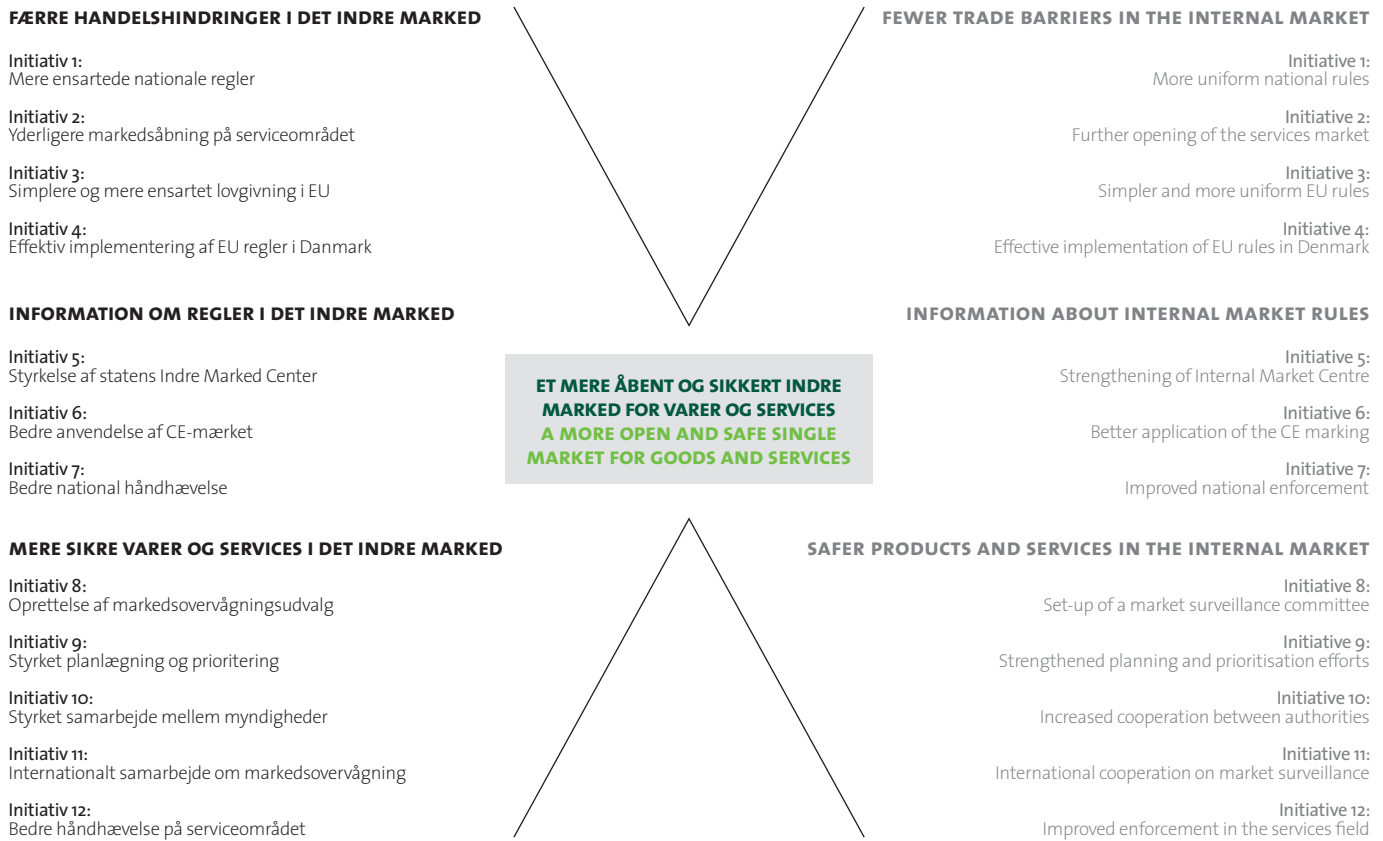 FÆRRE HANDELSHINDRINGER I DET INDRE MARKED
Initiativ 1:
Mere ensartede nationale regler
Initiativ 2:
Yderligere markedsåbning på serviceområdet
Initiativ 3:
Simplere og mere ensartet lovgivning i EU
Initiativ 4:
Effektiv implementering af EU regler i Danmark
INFORMATION OM REGLER I DET INDRE MARKED
Initiativ 5:
Styrkelse af statens Indre Marked Center
Initiativ 6:
Bedre anvendelse af CE-mærket
Initiativ 7:
Bedre national håndhævelse
MERE SIKRE VARER OG SERVICES I DET INDRE MARKED
Initiativ 8:
Oprettelse af markedsovervågningsudvalg
Initiativ 9:
Styrket planlægning og prioritering
Initiativ 10:
Styrket samarbejde mellem myndigheder
Initiativ 11:
Internationalt samarbejde om markedsovervågning
Initiativ 12:
Bedre håndhævelse på serviceområdet
ET MERE ÅBENT OG SIKKERT INDRE
MARKED FOR VARER OG SERVICES
A MORE OPEN AND SAFE SINGLE
MARKET FOR GOODS AND SERVICES
FEWER TRADE BARRIERS IN THE INTERNAL MARKET
Initiative 1:
More uniform national rules
Initiative 2:
Further opening of the services market
Initiative 3:
Simpler and more uniform EU rules
Initiative 4:
Effective implementation of EU rules in Denmark
INFORMATION ABOUT INTERNAL MARKET RULES
Initiative 5:
Strengthening of Internal Market Centre
Initiative 6:
Better application of the CE marking
Initiative 7:
Improved national enforcement
SAFER PRODUCTS AND SERVICES IN THE INTERNAL MARKET
Initiative 8:
Set-up of a market surveillance committee
Initiative 9:
Strengthened planning and prioritisation efforts
Initiative 10:
Increased cooperation between authorities
Initiative 11:
International cooperation on market surveillance
Initiative 12:
Improved enforcement in the services field